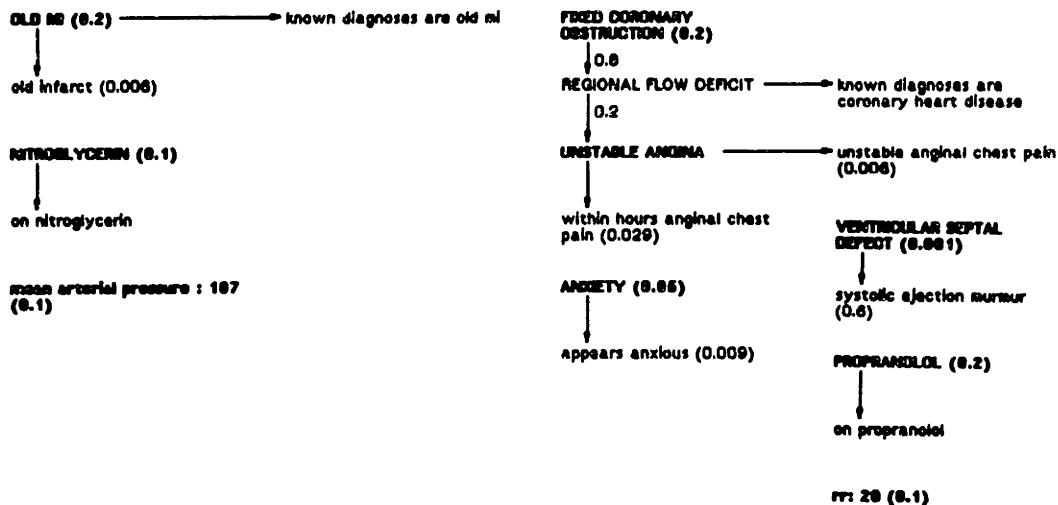 OLD MI (0.2)
known diagnoses are old mi
old infarct (0.006)
NITROGLYCERIN (0.1)
on nitroglycerin
mean arterial pressure : 107
(0.1)
FIXED CORONARY
OBSTRUCTION (0.2)
0.8
REGIONAL FLOW DEFICIT
known diagnoses are
coronary heart disease
0.2
UNSTABLE ANGINA
unstable anginal chest pain
(0.006)
within hours anginal chest
pain (0.029)
VENTRICULAR SEPTAL
DEFECT (0.001)
systolic ejection murmur
(0.6)
ANXIETY (0.05)
appears anxious (0.009)
PROPRANOLOL (0.2)
on propranolol
rr: 20 (0.1)